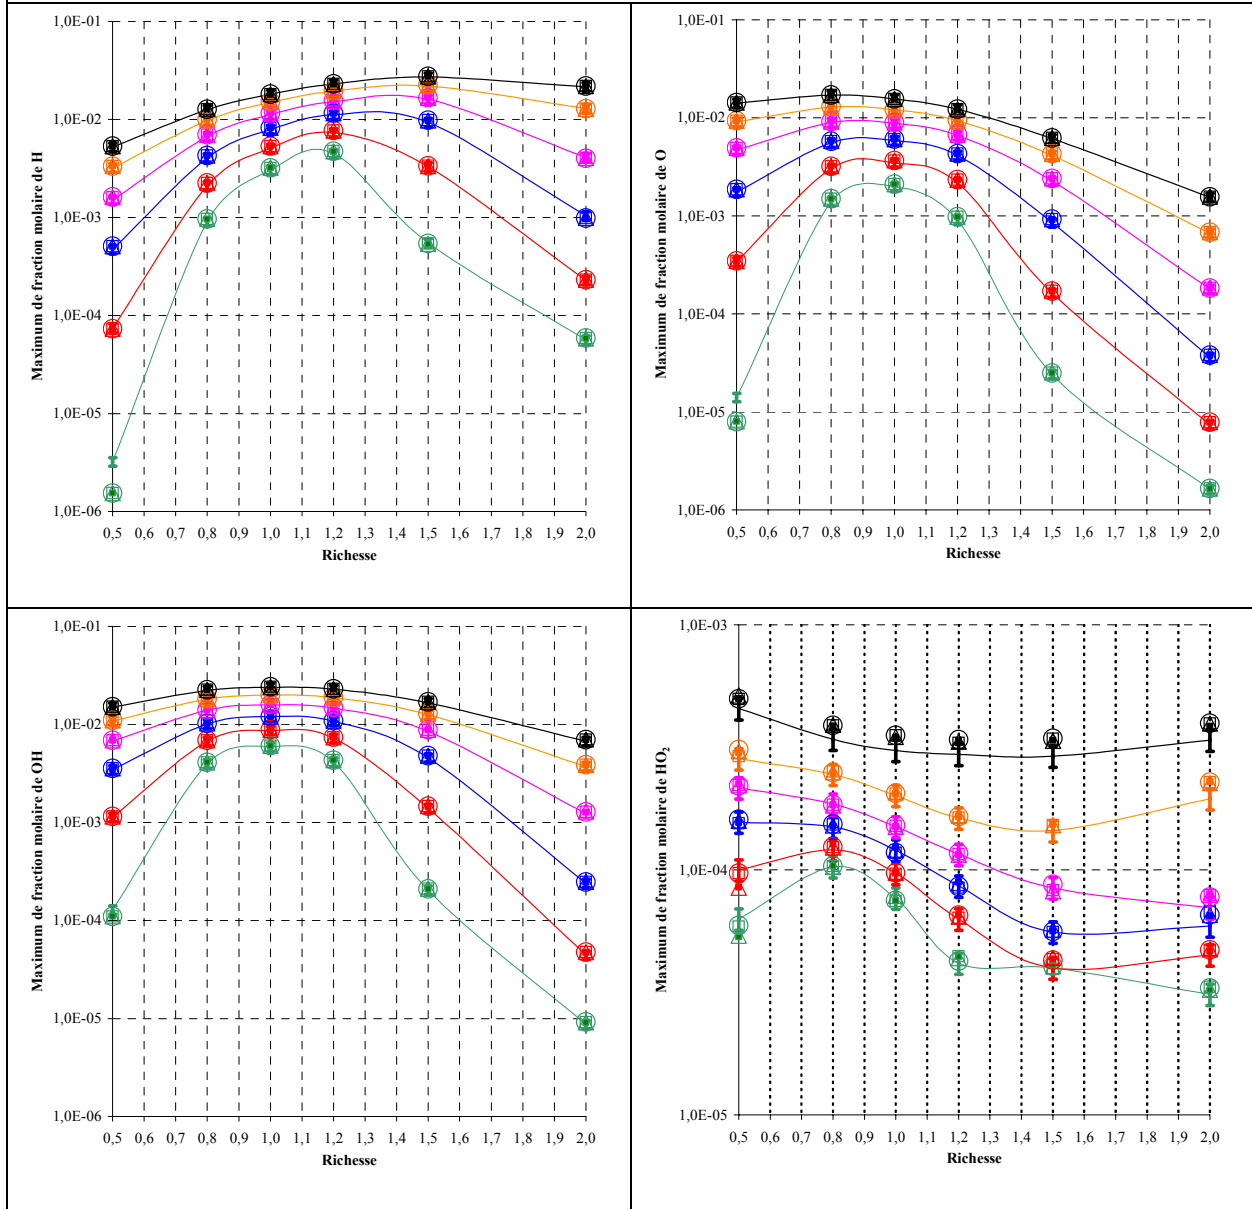 1,0E-01
1,0E-02
1,0E-03
1,0E-04
1,0E-05
1,0E-06
Maximum de fraction molaire de H
0,5 0,6 0,7 0,8 0,9 1,0 1,1 1,2 1,3 1,4 1,5 1,6 1,7 1,8 1,9 2,0
Richesse
1,0E-01
1,0E-02
1,0E-03
1,0E-04
1,0E-05
1,0E-06
Maximum de fraction molaire de O
0,5 0,6 0,7 0,8 0,9 1,0 1,1 1,2 1,3 1,4 1,5 1,6 1,7 1,8 1,9 2,0
Richesse
1,0E-01
1,0E-02
1,0E-03
1,0E-04
1,0E-05
1,0E-06
Maximum de fraction molaire de OH
0,5 0,6 0,7 0,8 0,9 1,0 1,1 1,2 1,3 1,4 1,5 1,6 1,7 1,8 1,9 2,0
Richesse
1,0E-03
1,0E-04
1,0E-05
Maximum de fraction molaire de HO₂
0,5 0,6 0,7 0,8 0,9 1,0 1,1 1,2 1,3 1,4 1,5 1,6 1,7 1,8 1,9 2,0
Richesse